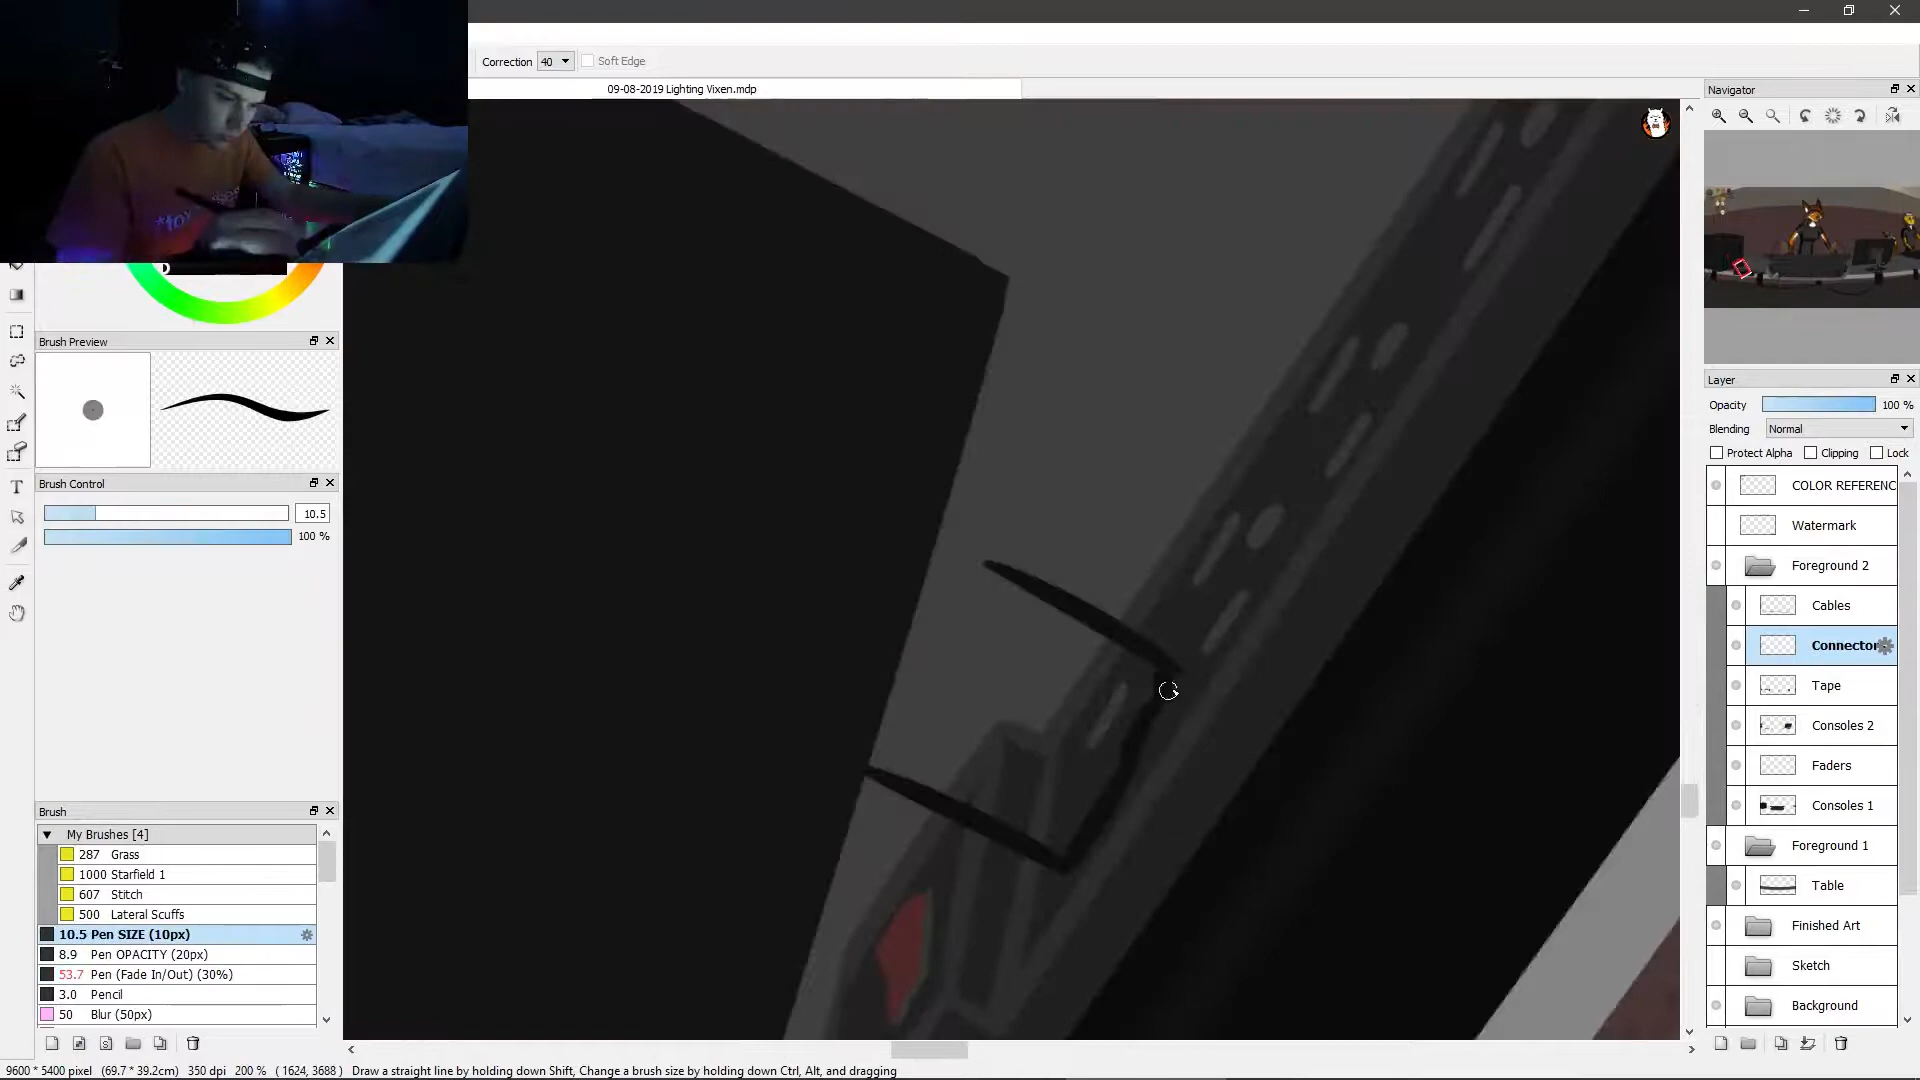 Correction 40 Soft Edge
09-08-2019 Lighting Vixen.mdp
Navigator
Brush Preview
Layer
Opacity 100 %
Blending Normal
Protect Alpha Clipping Lock
Brush Control
10.5
100 %
COLOR REFERENC
Watermark
Foreground 2
Cables
Connector
Tape
Consoles 2
Faders
Consoles 1
Foreground 1
Table
Finished Art
Sketch
Background
Brush
My Brushes [4]
287 Grass
1000 Starfield 1
607 Stitch
500 Lateral Scuffs
10.5 Pen SIZE (10px)
8.9 Pen OPACITY (20px)
53.7 Pen (Fade In/Out) (30%)
3.0 Pencil
50 Blur (50px)
9600 * 5400 pixel (69.7 * 39.2cm) 350 dpi 200 % ( 1624, 3688 ) Draw a straight line by holding down Shift, Change a brush size by holding down Ctrl, Alt, and dragging